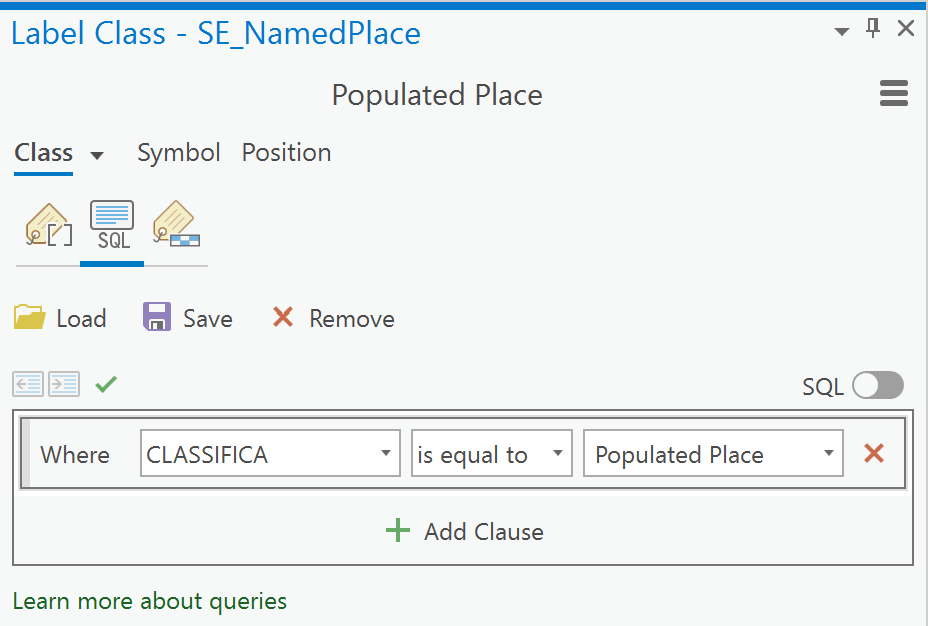 Label Class - SE_NamedPlace
Populated Place
Class Symbol Position
SQL
Load Save Remove
SQL
Where CLASSIFICA is equal to Populated Place
Add Clause
Learn more about queries